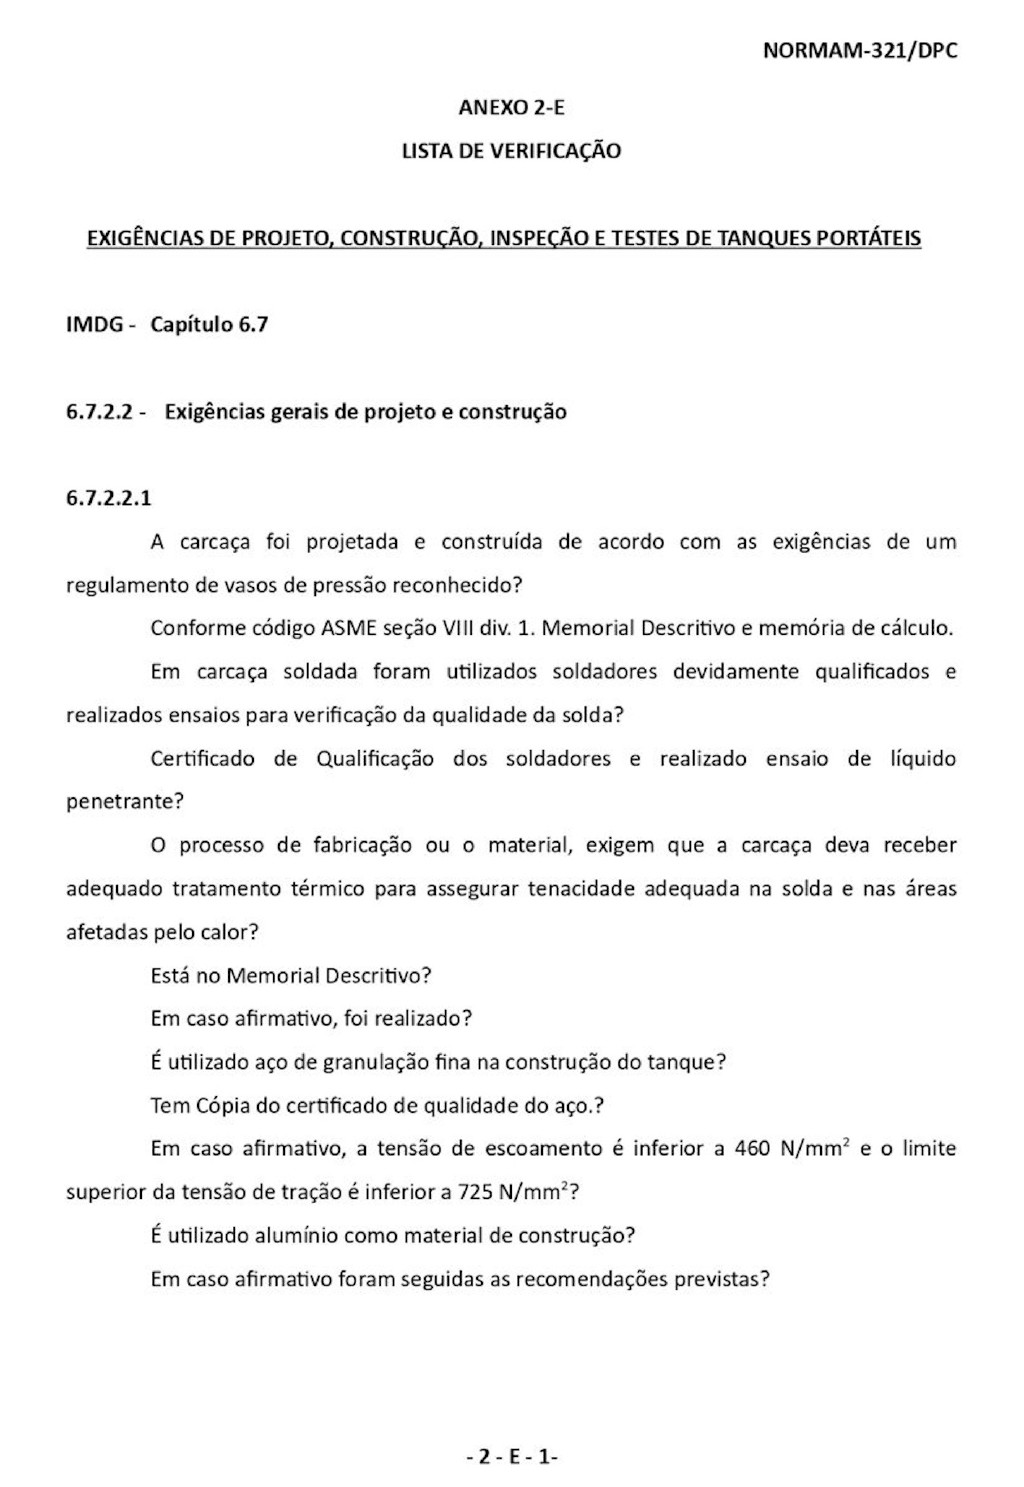 NORMAM-321/DPC
ANEXO 2-E
LISTA DE VERIFICAÇÃO
EXIGÊNCIAS DE PROJETO, CONSTRUÇÃO, INSPEÇÃO E TESTES DE TANQUES PORTÁTEIS
IMDG - Capítulo 6.7
6.7.2.2 - Exigências gerais de projeto e construção
6.7.2.2.1
A carcaça foi projetada e construída de acordo com as exigências de um
regulamento de vasos de pressão reconhecido?
Conforme código ASME seção VIII div. 1. Memorial Descritivo e memória de cálculo.
Em carcaça soldada foram utilizados soldadores devidamente qualificados e
realizados ensaios para verificação da qualidade da solda?
Certificado de Qualificação dos soldadores e realizado ensaio de líquido
penetrante?
O processo de fabricação ou o material, exigem que a carcaça deva receber
adequado tratamento térmico para assegurar tenacidade adequada na solda e nas áreas
afetadas pelo calor?
Está no Memorial Descritivo?
Em caso afirmativo, foi realizado?
É utilizado aço de granulação fina na construção do tanque?
Tem Cópia do certificado de qualidade do aço.?
Em caso afirmativo, a tensão de escoamento é inferior a 460 N/mm² e o limite
superior da tensão de tração é inferior a 725 N/mm²?
É utilizado alumínio como material de construção?
Em caso afirmativo foram seguidas as recomendações previstas?
- 2 - E - 1-